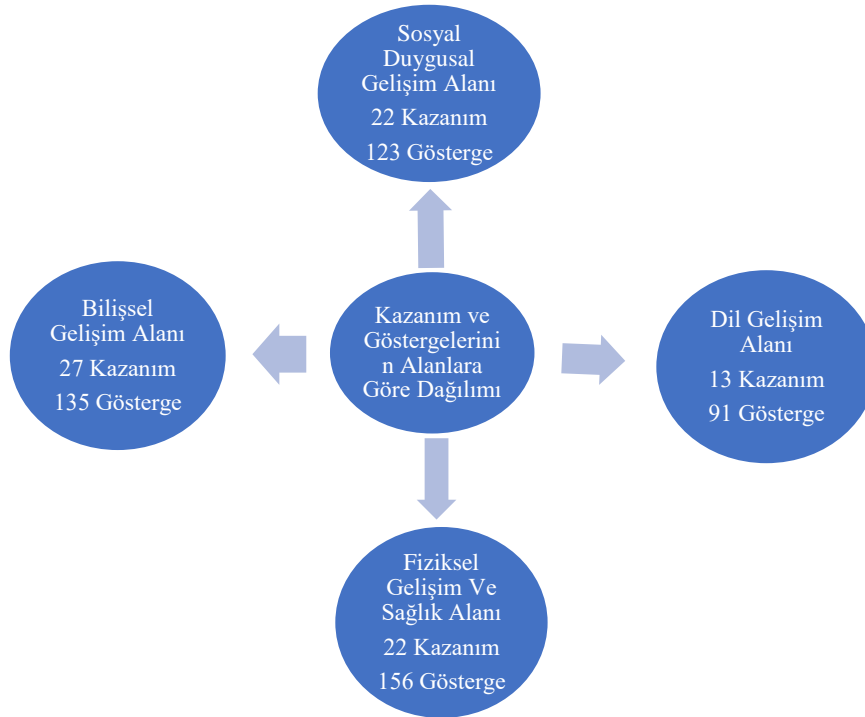 Sosyal
Duygusal
Gelişim Alanı
22 Kazanım
123 Gösterge
Bilişsel
Gelişim Alanı
27 Kazanım
135 Gösterge
Kazanım ve
Göstergelerini
n Alanlara
Göre Dağılımı
Dil Gelişim
Alanı
13 Kazanım
91 Gösterge
Fiziksel
Gelişim Ve
Sağlık Alanı
22 Kazanım
156 Gösterge